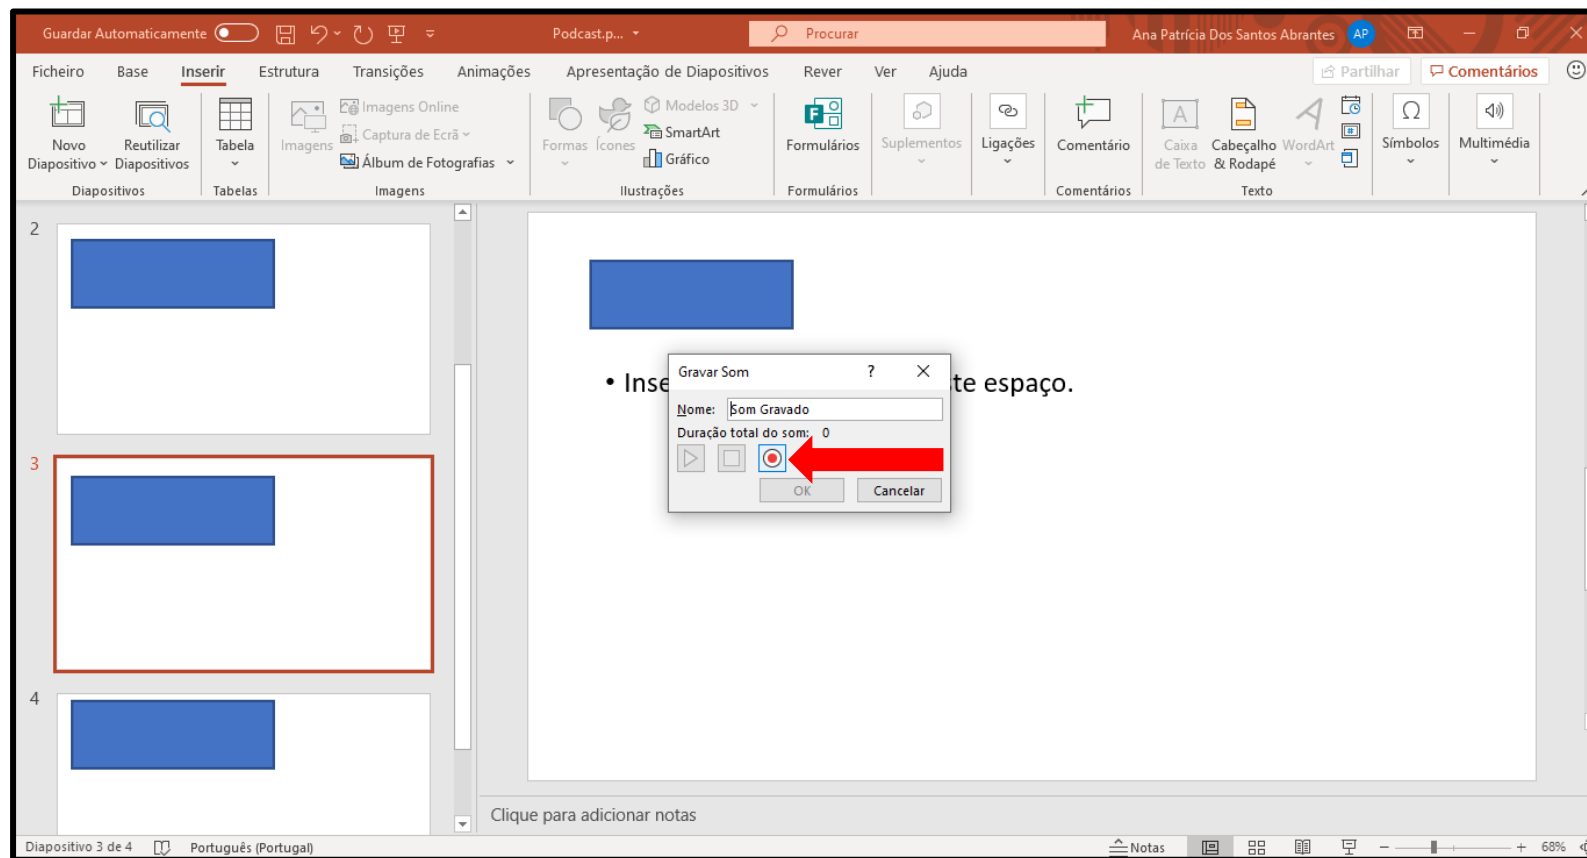 Guardar Automaticamente
Podcast.p...
Procurar
Ana Patrícia Dos Santos Abrantes
AP
Ficheiro Base Inserir Estrutura Transições Animações Apresentação de Diapositivos Rever Ver Ajuda
Partilhar
Comentários
Novo Diapositivo
Reutilizar Diapositivos
Tabela
Imagens
Imagens Online
Captura de Ecrã
Álbum de Fotografias
Formas
Ícones
Modelos 3D
SmartArt
Gráfico
Formulários
Suplementos
Ligações
Comentário
Caixa de Texto
Cabeçalho & Rodapé
WordArt
Símbolos
Multimédia
Diapositivos
Tabelas
Imagens
Ilustrações
Formulários
Comentários
Texto
2
3
4
• Inse
te espaço.
Gravar Som ?
Nome: Som Gravado
Duração total do som: 0
OK Cancelar
Clique para adicionar notas
Diapositivo 3 de 4 Português (Portugal) Notas 68%